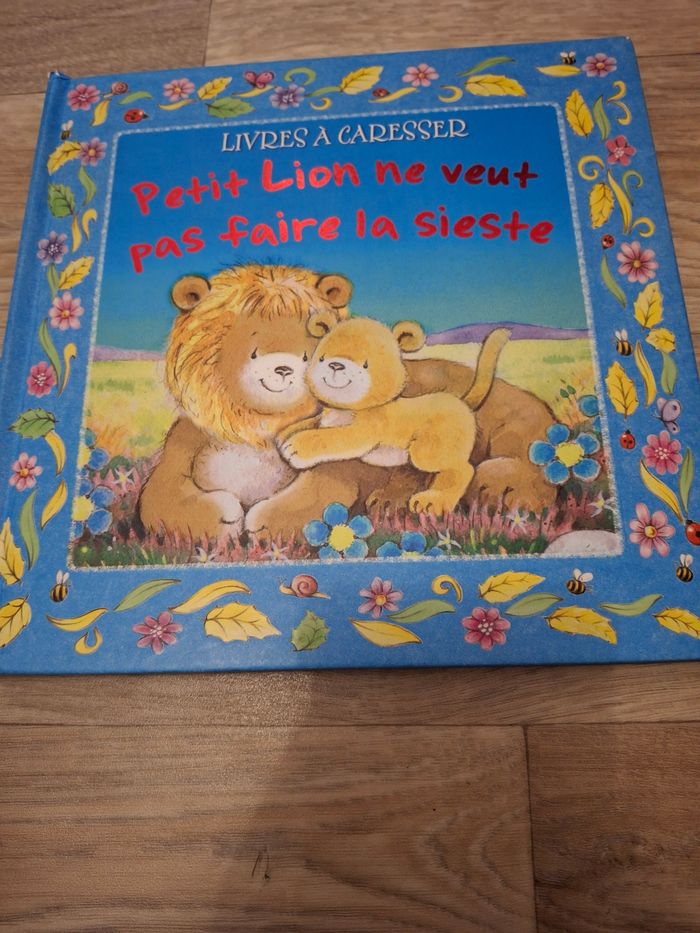 LIVRES À CARESSER
Petit Lion ne veut
pas faire la sieste